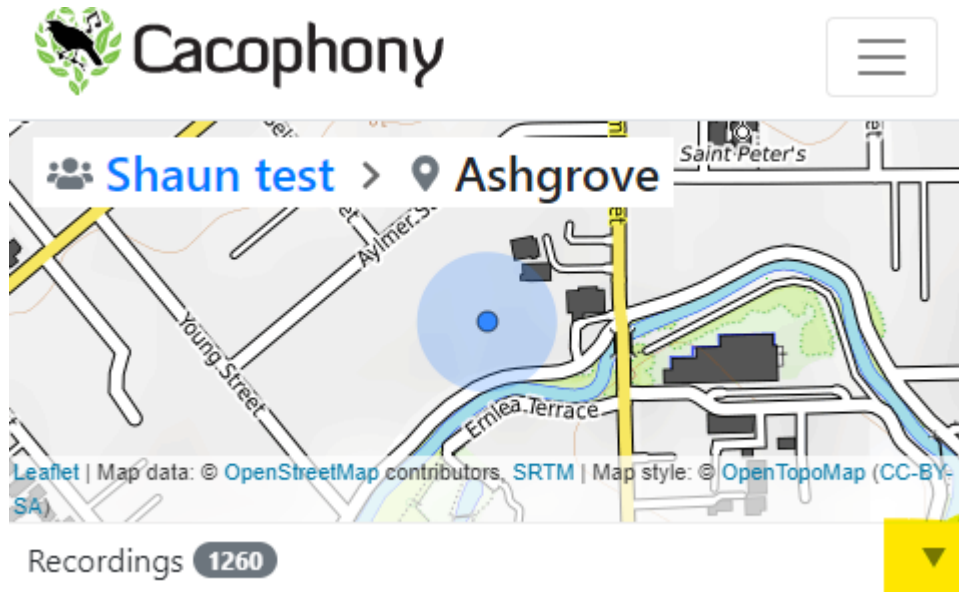 Cacophony
Saint Peter's
Shaun test > Ashgrove
Aylmer S
Young Street
Ernlea Terrace
Leaflet | Map data: © OpenStreetMap contributors, SRTM | Map style: © OpenTopoMap (CC-BY-
SA)
Recordings 1260